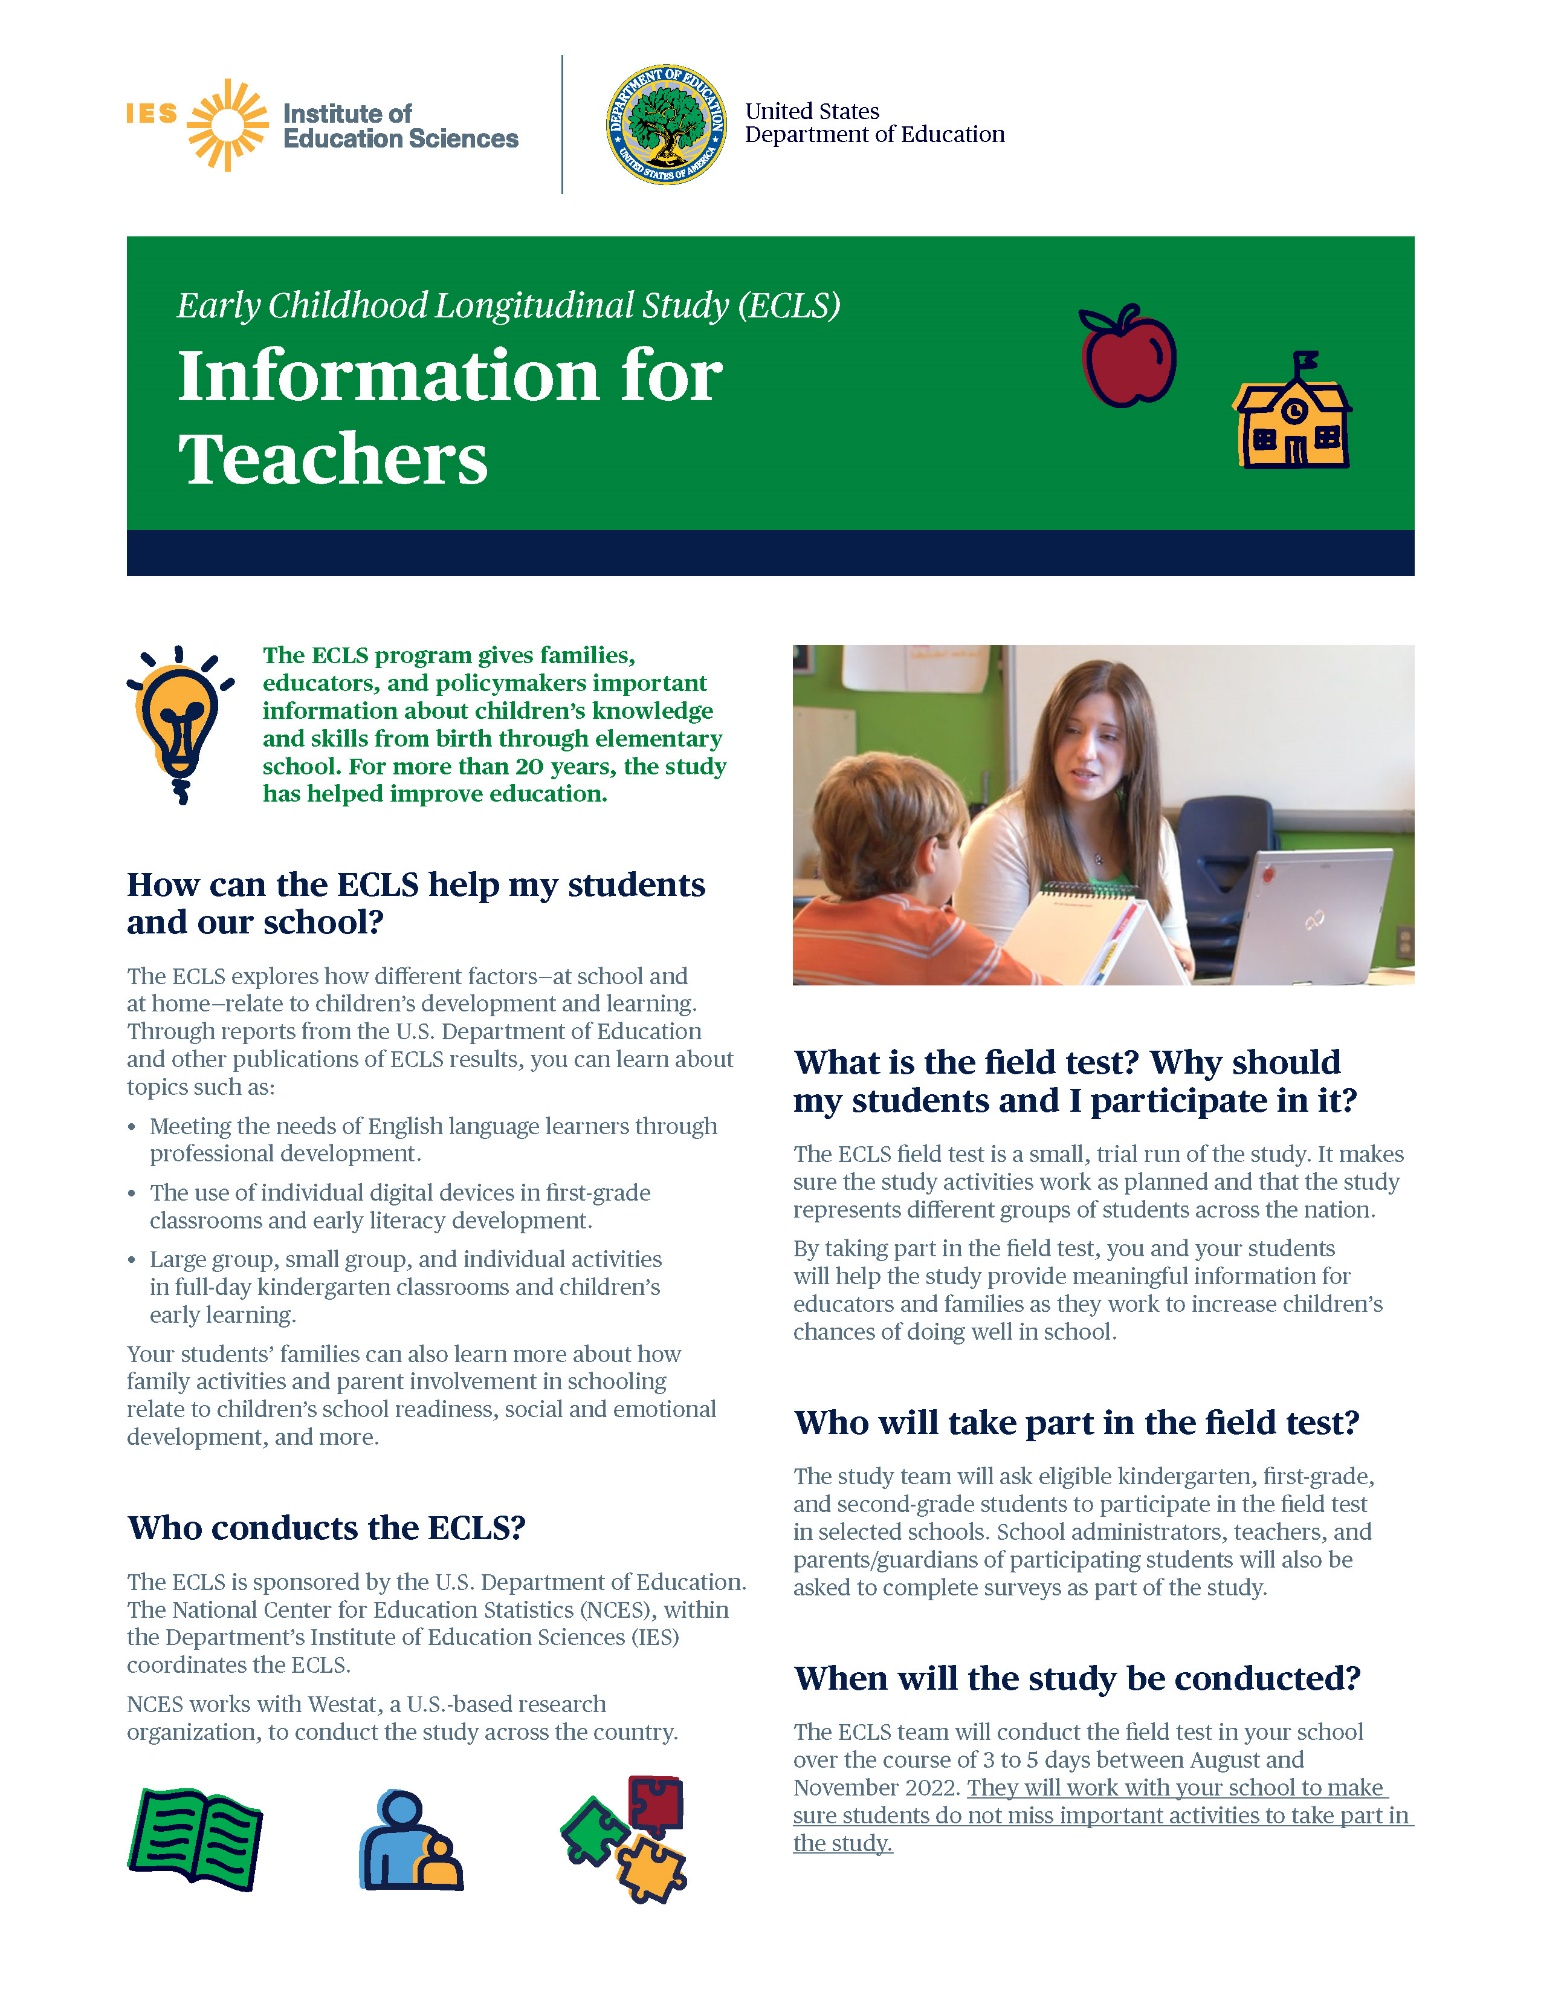 IES
Institute of
Education Sciences
DEPARTMENT OF EDUCATION
UNITED STATES OF AMERICA
United States
Department of Education
Early Childhood Longitudinal Study (ECLS)
Information for
Teachers
The ECLS program gives families,
educators, and policymakers important
information about children’s knowledge
and skills from birth through elementary
school. For more than 20 years, the study
has helped improve education.
How can the ECLS help my students
and our school?
The ECLS explores how different factors—at school and
at home—relate to children’s development and learning.
Through reports from the U.S. Department of Education
and other publications of ECLS results, you can learn about
topics such as:
• Meeting the needs of English language learners through
professional development.
• The use of individual digital devices in first-grade
classrooms and early literacy development.
• Large group, small group, and individual activities
in full-day kindergarten classrooms and children’s
early learning.
Your students’ families can also learn more about how
family activities and parent involvement in schooling
relate to children’s school readiness, social and emotional
development, and more.
Who conducts the ECLS?
The ECLS is sponsored by the U.S. Department of Education.
The National Center for Education Statistics (NCES), within
the Department’s Institute of Education Sciences (IES)
coordinates the ECLS.
NCES works with Westat, a U.S.-based research
organization, to conduct the study across the country.
What is the field test? Why should
my students and I participate in it?
The ECLS field test is a small, trial run of the study. It makes
sure the study activities work as planned and that the study
represents different groups of students across the nation.
By taking part in the field test, you and your students
will help the study provide meaningful information for
educators and families as they work to increase children’s
chances of doing well in school.
Who will take part in the field test?
The study team will ask eligible kindergarten, first-grade,
and second-grade students to participate in the field test
in selected schools. School administrators, teachers, and
parents/guardians of participating students will also be
asked to complete surveys as part of the study.
When will the study be conducted?
The ECLS team will conduct the field test in your school
over the course of 3 to 5 days between August and
November 2022. They will work with your school to make
sure students do not miss important activities to take part in
the study.